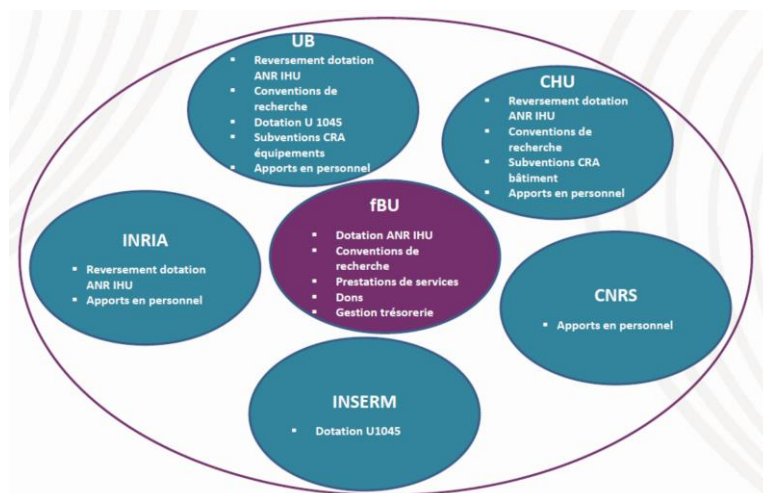 UB
▪ Reversement dotation
ANR IHU
▪ Conventions de
recherche
▪ Dotation U 1045
▪ Subventions CRA
équipements
▪ Apports en personnel
CHU
▪ Reversement dotation
ANR IHU
▪ Conventions de
recherche
▪ Subventions CRA
bâtiment
▪ Apports en personnel
fBU
▪ Dotation ANR IHU
▪ Conventions de
recherche
▪ Prestations de services
▪ Dons
▪ Gestion trésorerie
INRIA
▪ Reversement dotation
ANR IHU
▪ Apports en personnel
CNRS
▪ Apports en personnel
INSERM
▪ Dotation U1045